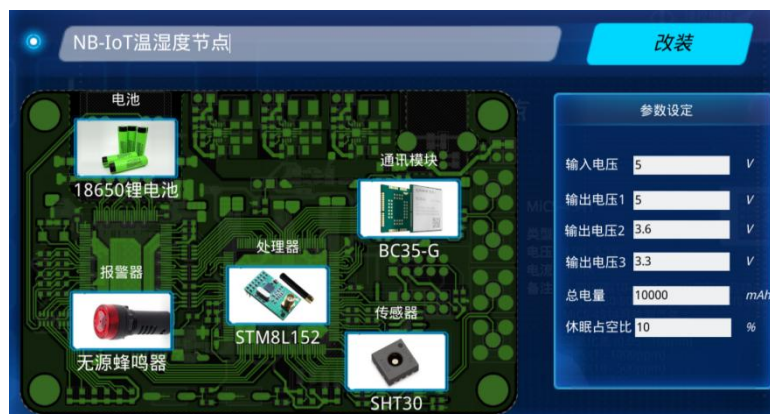 NB-IoT温湿度节点
改装
电池
18650锂电池
通讯模块
BC35-G
处理器
STM8L152
报警器
无源蜂鸣器
传感器
SHT30
参数设定
输入电压 5 V
输出电压1 5 V
输出电压2 3.6 V
输出电压3 3.3 V
总电量 10000 mAh
休眠占空比 10 %